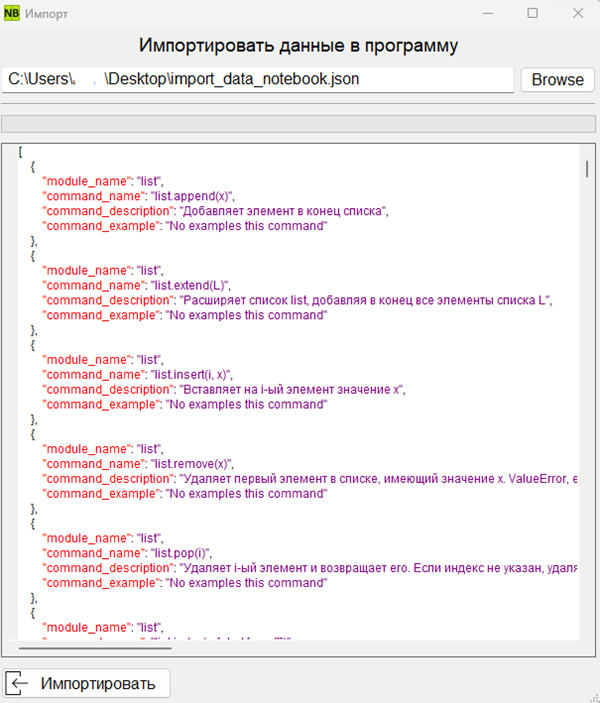 NB Импорт
Импортировать данные в программу
C:\Users\ \Desktop\import_data_notebook.json Browse
[
{
"module_name": "list",
"command_name": "list.append(x)",
"command_description": "Добавляет элемент в конец списка",
"command_example": "No examples this command"
},
{
"module_name": "list",
"command_name": "list.extend(L)",
"command_description": "Расширяет список list, добавляя в конец все элементы списка L",
"command_example": "No examples this command"
},
{
"module_name": "list",
"command_name": "list.insert(i, x)",
"command_description": "Вставляет на i-ый элемент значение x",
"command_example": "No examples this command"
},
{
"module_name": "list",
"command_name": "list.remove(x)",
"command_description": "Удаляет первый элемент в списке, имеющий значение x. ValueError, е
"command_example": "No examples this command"
},
{
"module_name": "list",
"command_name": "list.pop(i)",
"command_description": "Удаляет i-ый элемент и возвращает его. Если индекс не указан, удаля
"command_example": "No examples this command"
},
{
"module_name": "list",
Импортировать